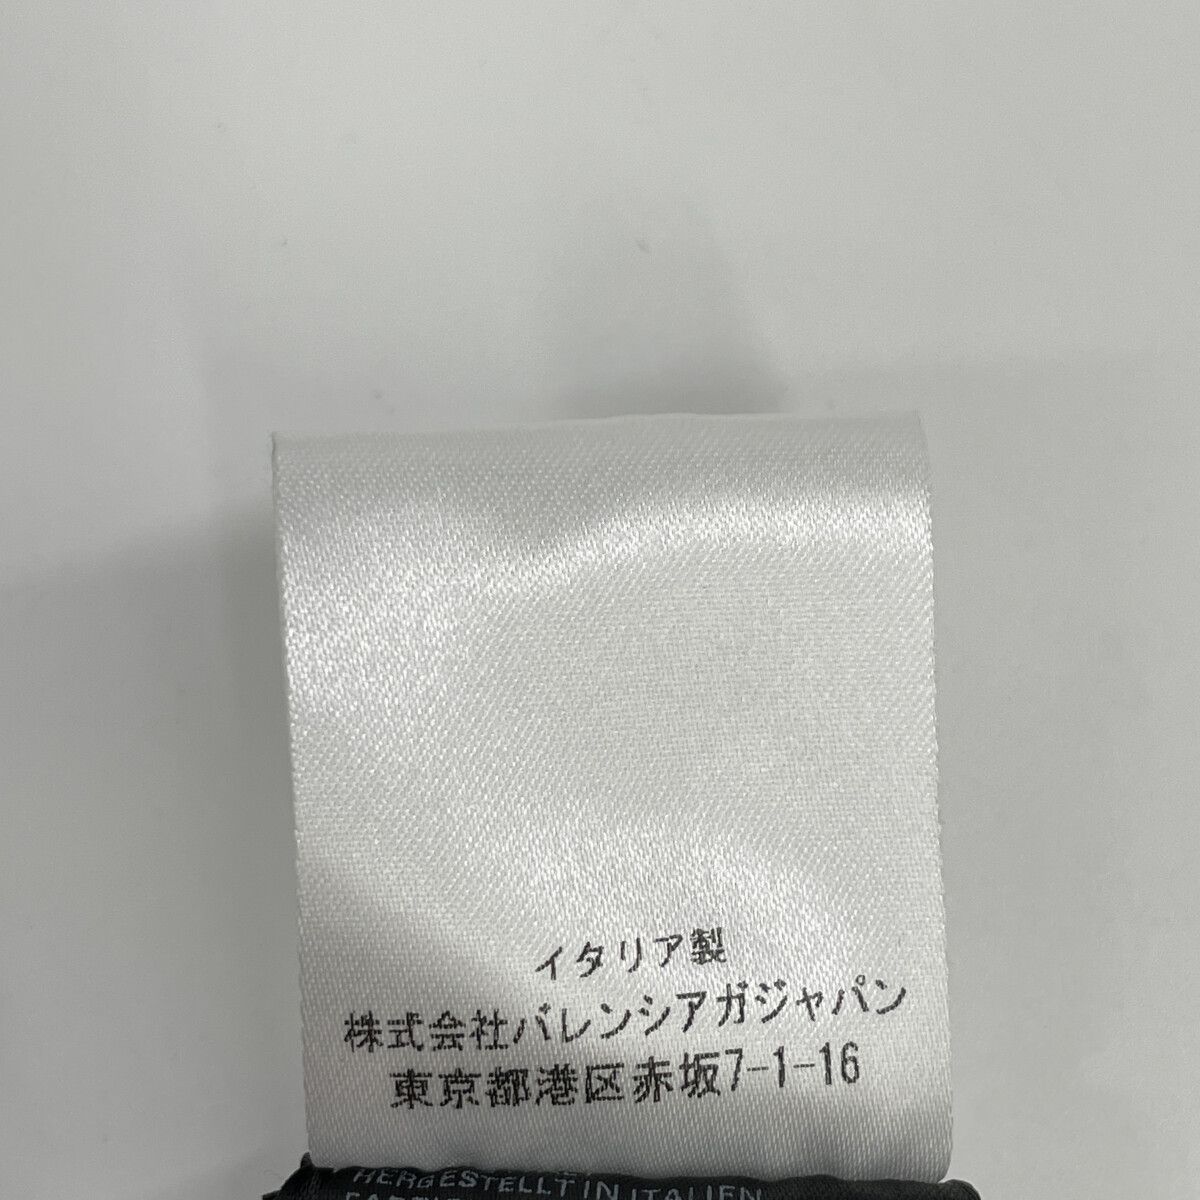 イタリア製
株式会社バレンシアガジャパン
東京都港区赤坂7-1-16
HERGESTELLT IN ITALIEN